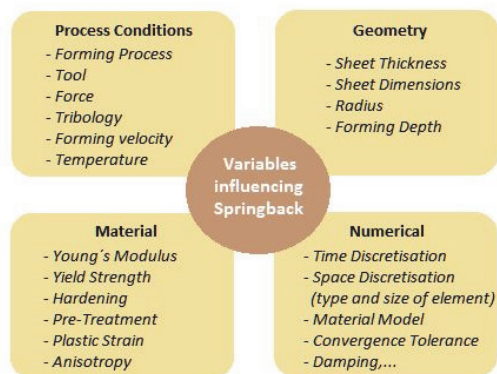 Process Conditions
- Forming Process
- Tool
- Force
- Tribology
- Forming velocity
- Temperature
Geometry
- Sheet Thickness
- Sheet Dimensions
- Radius
- Forming Depth
Variables
influencing
Springback
Material
- Young´s Modulus
- Yield Strength
- Hardening
- Pre-Treatment
- Plastic Strain
- Anisotropy
Numerical
- Time Discretisation
- Space Discretisation
(type and size of element)
- Material Model
- Convergence Tolerance
- Damping,...